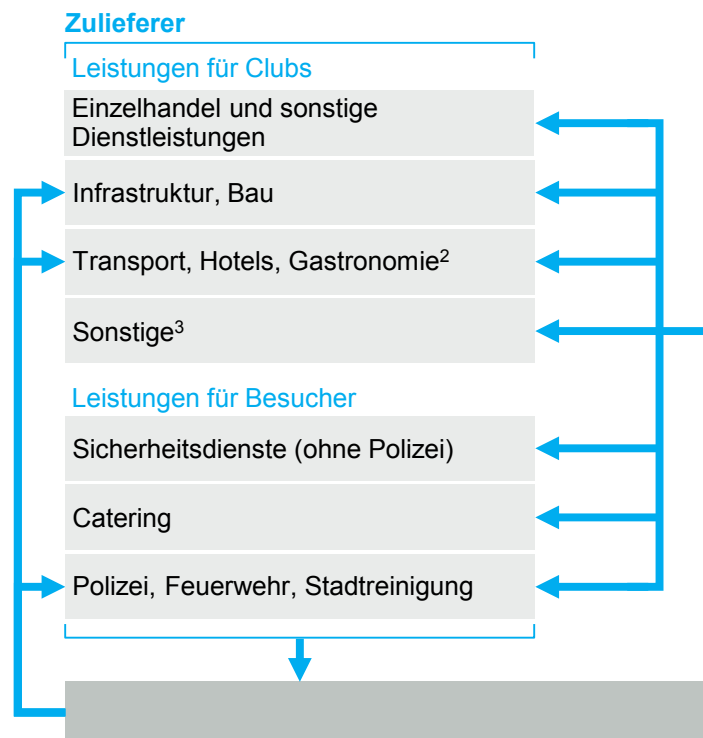 Zulieferer
Leistungen für Clubs
Einzelhandel und sonstige
Dienstleistungen
Infrastruktur, Bau
Transport, Hotels, Gastronomie²
Sonstige³
Leistungen für Besucher
Sicherheitsdienste (ohne Polizei)
Catering
Polizei, Feuerwehr, Stadtreinigung